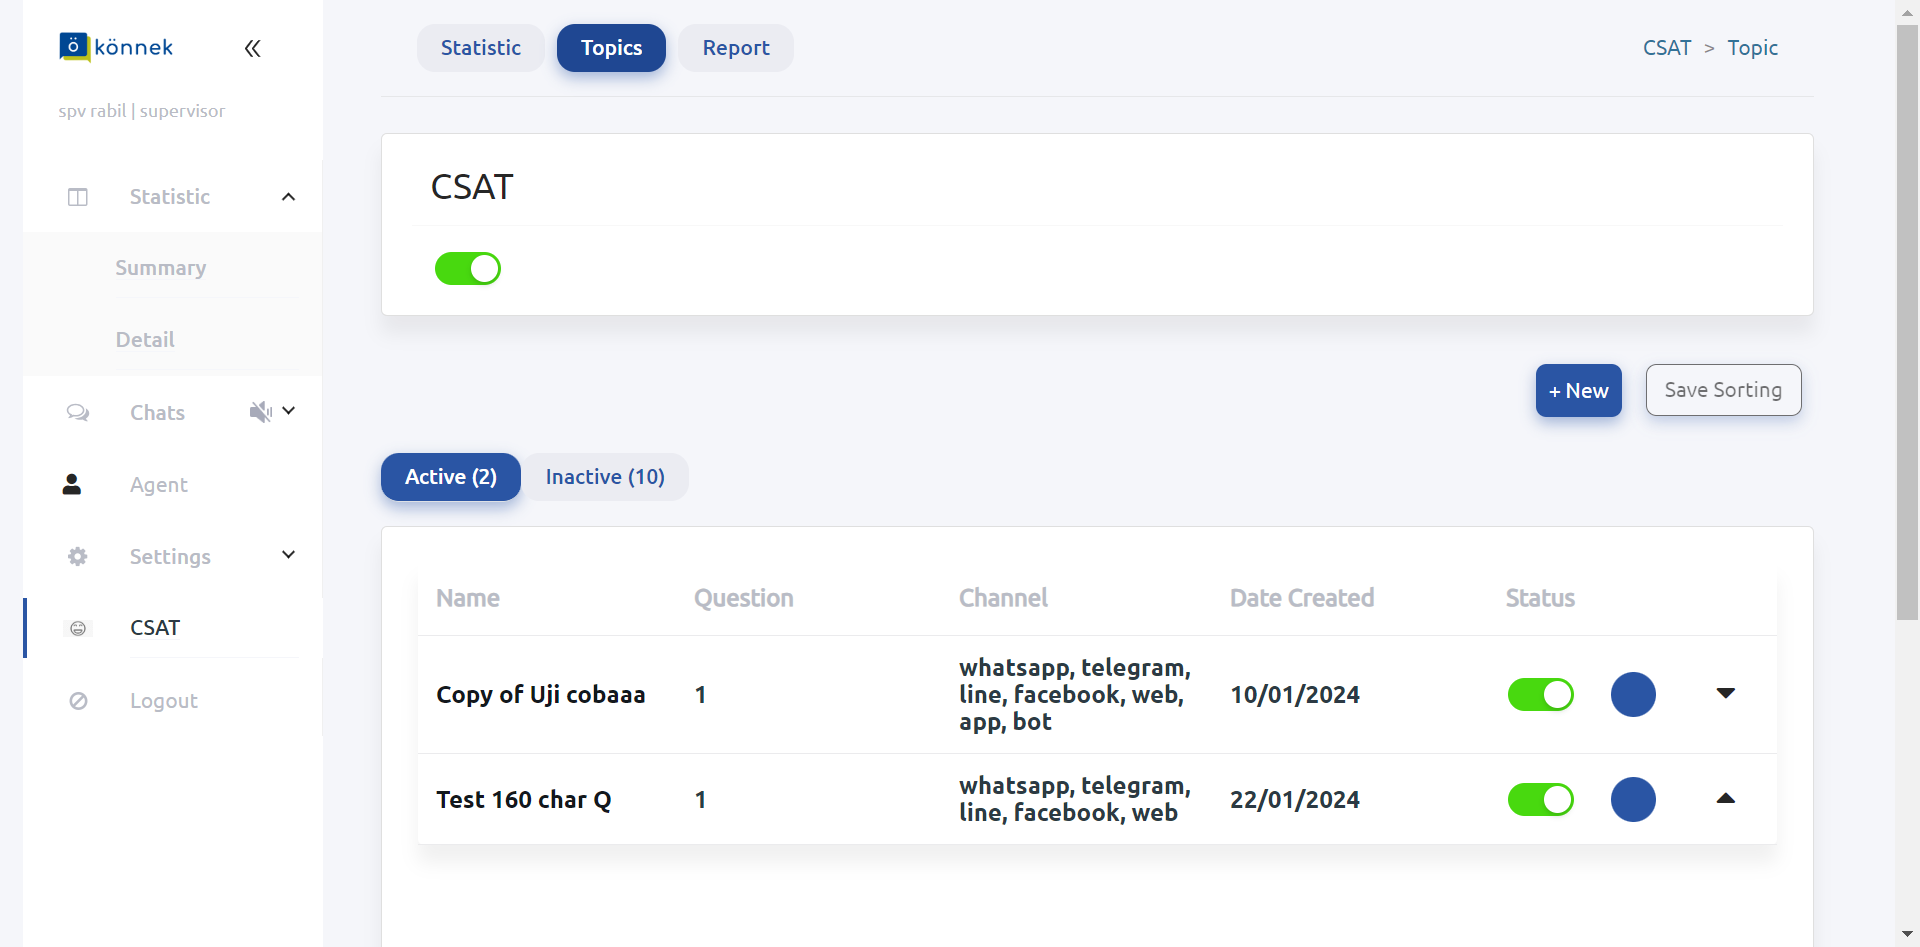 könnek
spv rabil | supervisor
Statistic
Summary
Detail
Chats
Agent
Settings
CSAT
Logout
Statistic
Topics
Report
CSAT > Topic
CSAT
+ New
Save Sorting
Active (2)
Inactive (10)
Name Question Channel Date Created Status
Copy of Uji cobaaa
1
whatsapp, telegram,
line, facebook, web,
app, bot
10/01/2024
Test 160 char Q
1
whatsapp, telegram,
line, facebook, web
22/01/2024